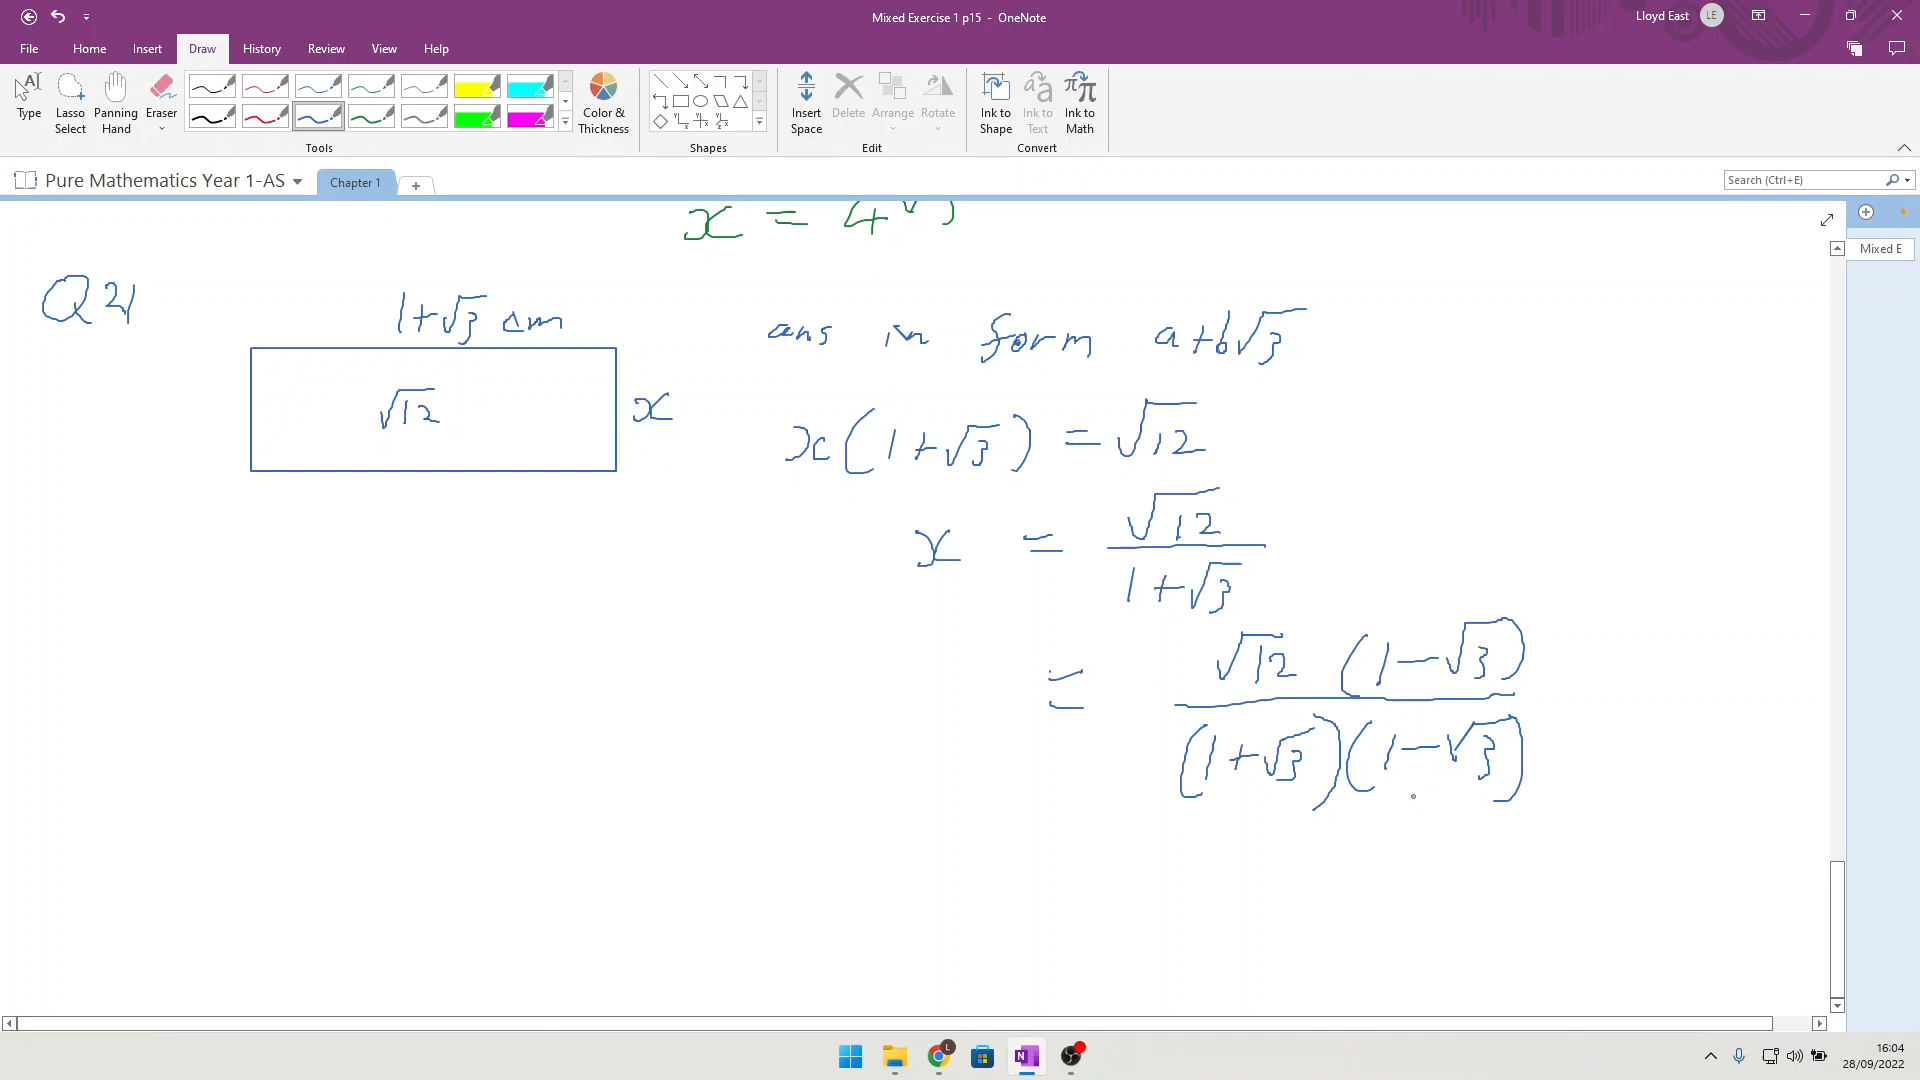 Mixed Exercise 1 p15 - OneNote
Lloyd East LE
File Home Insert Draw History Review View Help
Type
Lasso Select
Panning Hand
Eraser
Color & Thickness
Insert Space
Delete
Arrange
Rotate
Ink to Shape
Ink to Text
Ink to Math
Tools
Shapes
Edit
Convert
Pure Mathematics Year 1-AS
Chapter 1
Search (Ctrl+E)
Mixed E
x = 4√3
Q21
1+√3 cm
√12
x
ans in form a+b√3
x(1+√3) = √12
x = √12 / 1+√3
= √12 (1-√3) / (1+√3)(1-√3)
16:04
28/09/2022